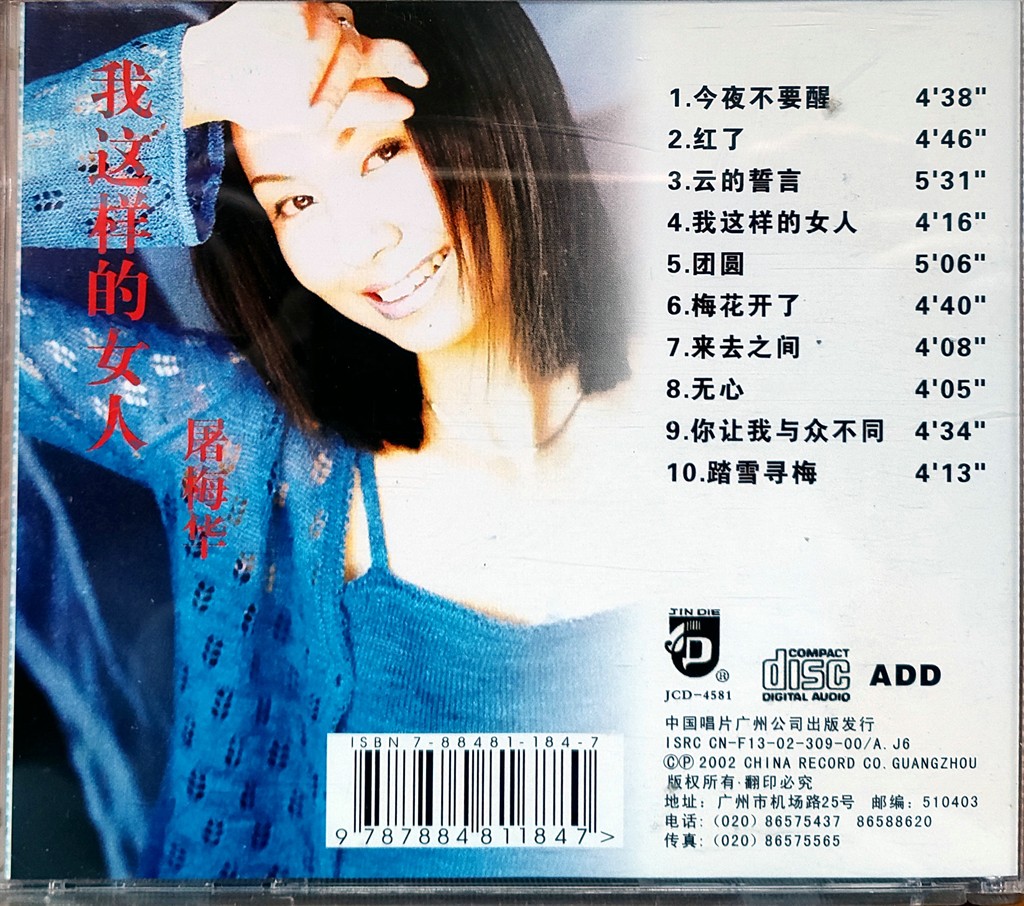 我这样的女人
屠梅华
1.今夜不要醒 4'38"
2.红了 4'46"
3.云的誓言 5'31"
4.我这样的女人 4'16"
5.团圆 5'06"
6.梅花开了 4'40"
7.来去之间 4'08"
8.无心 4'05"
9.你让我与众不同 4'34"
10.踏雪寻梅 4'13"
JIN DIE
JD
®
JCD-4581
COMPACT
disc
DIGITAL AUDIO
ADD
中国唱片广州公司出版发行
ISRC CN-F13-02-309-00/A.J6
©℗ 2002 CHINA RECORD CO.GUANGZHOU
版权所有·翻印必究
地址: 广州市机场路25号 邮编: 510403
电话: (020) 86575437 86588620
传真: (020) 86575565
ISBN 7-88481-184-7
9 787884 811847 >